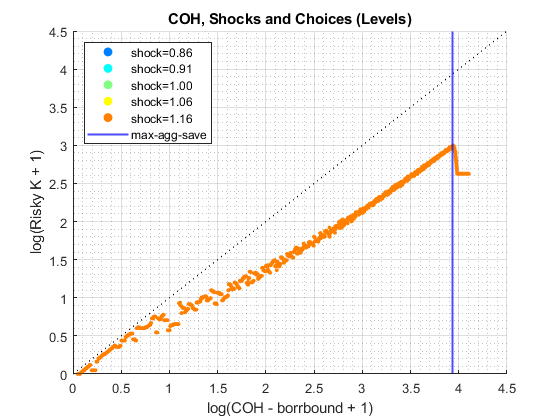 COH, Shocks and Choices (Levels)
4.5
4
3.5
3
2.5
2
1.5
1
0.5
0
log(Risky K + 1)
shock=0.86
shock=0.91
shock=1.00
shock=1.06
shock=1.16
max-agg-save
0 0.5 1 1.5 2 2.5 3 3.5 4 4.5
log(COH - borrbound + 1)